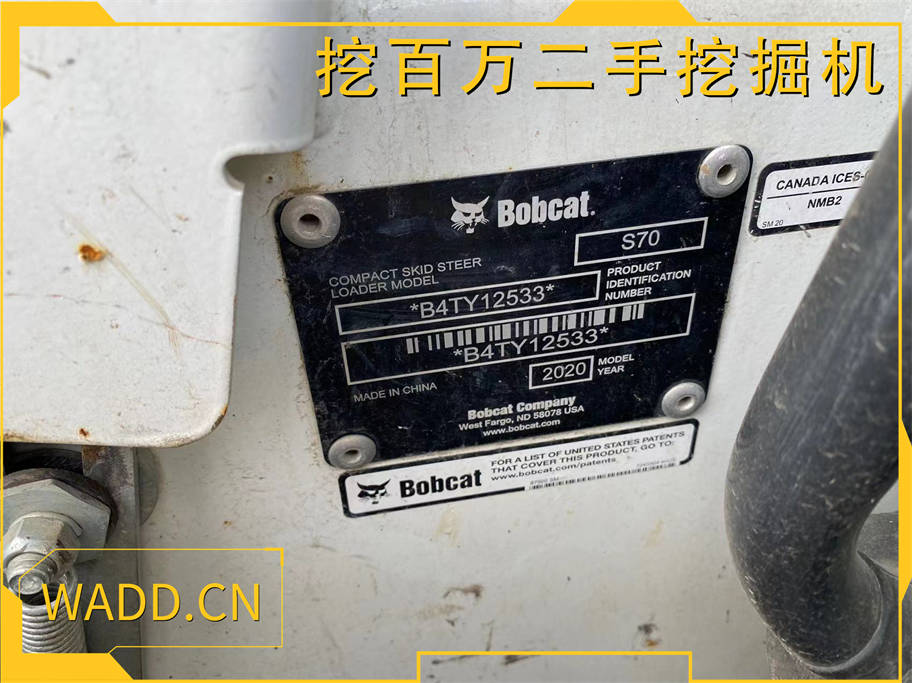 挖百万二手挖掘机
CANADA ICES-
NMB2
SM 20
Bobcat.
S70
COMPACT SKID STEER
LOADER MODEL
*B4TY12533*
PRODUCT
IDENTIFICATION
NUMBER
*B4TY12533*
MADE IN CHINA
2020
MODEL
YEAR
Bobcat Company
West Fargo, ND 58078 USA
www.bobcat.com
Bobcat
FOR A LIST OF UNITED STATES PATENTS
THAT COVER THIS PRODUCT, GO TO:
www.bobcat.com/patents
WADD.CN